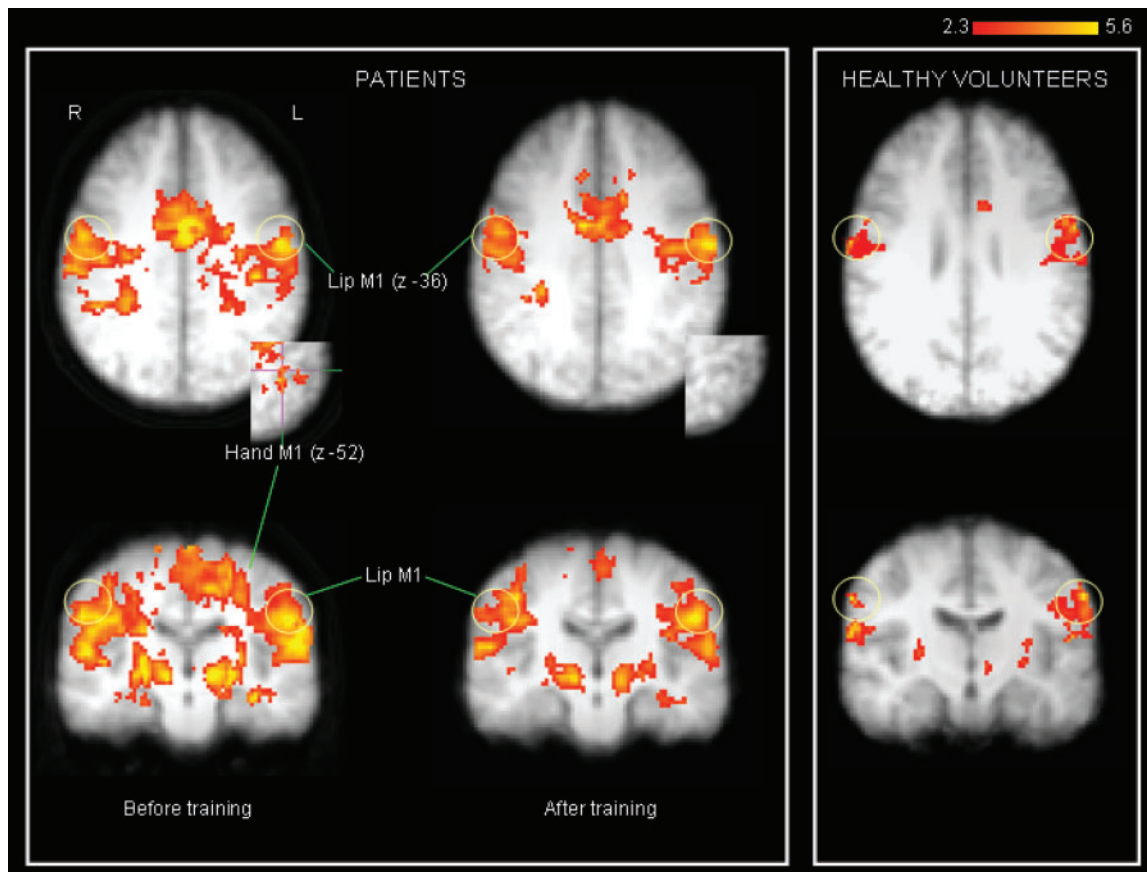 2.3 5.6
PATIENTS
HEALTHY VOLUNTEERS
R L
Lip M1 (z -36)
Hand M1 (z-52)
Lip M1
Before training
After training